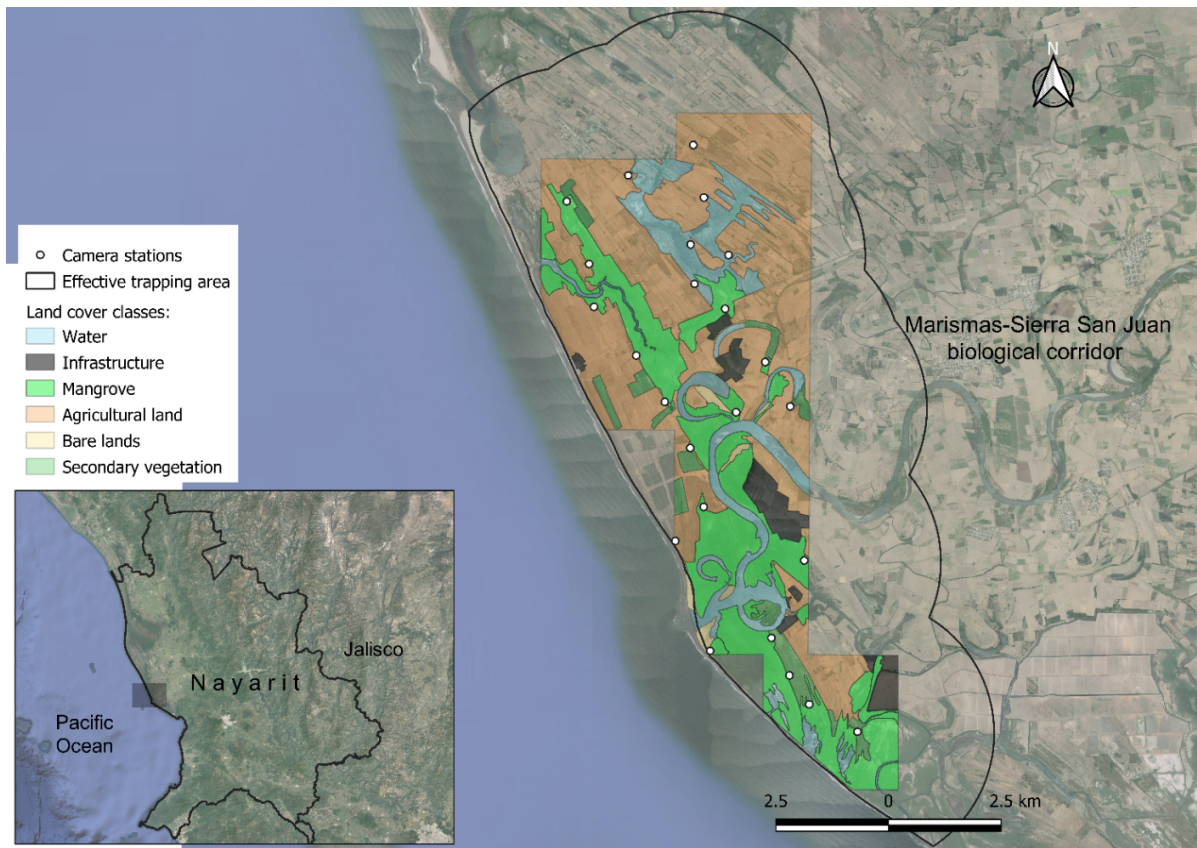 N
Camera stations
Effective trapping area
Land cover classes:
Water
Infrastructure
Mangrove
Agricultural land
Bare lands
Secondary vegetation
Marismas-Sierra San Juan
biological corridor
Jalisco
Nayarit
Pacific
Ocean
2.5 0 2.5 km